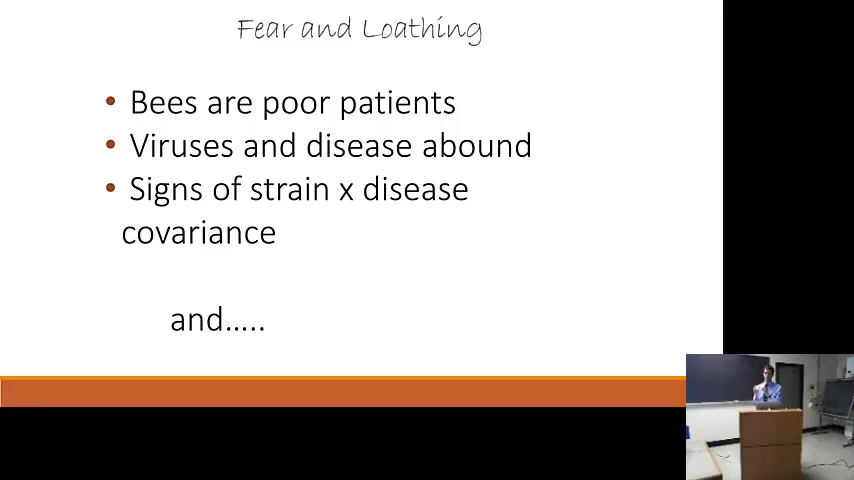 Fear and Loathing
• Bees are poor patients
• Viruses and disease abound
• Signs of strain x disease
covariance
and.....